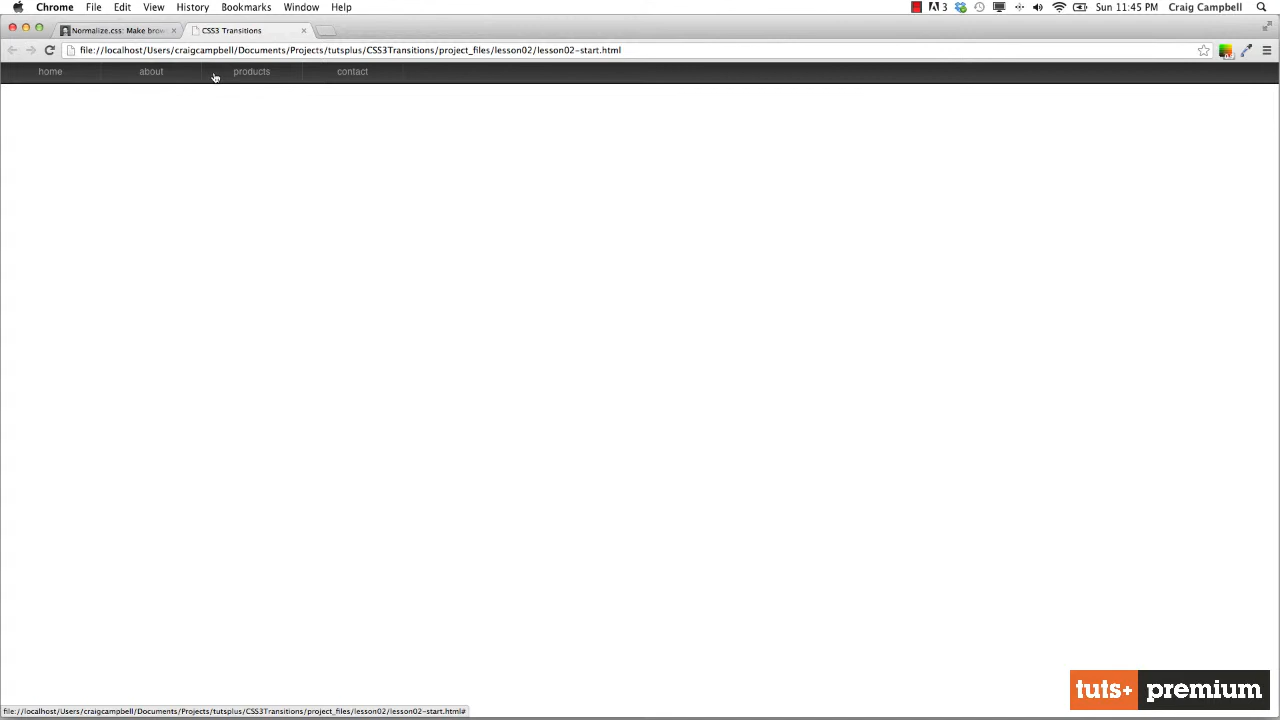 Chrome File Edit View History Bookmarks Window Help 3 Sun 11:45 PM Craig Campbell
Normalize.css: Make brow
CSS3 Transitions
file://localhost/Users/craigcampbell/Documents/Projects/tutsplus/CSS3Transitions/project_files/lesson02/lesson02-start.html
home about products contact
tuts+ premium
file://localhost/Users/craigcampbell/Documents/Projects/tutsplus/CSS3Transitions/project_files/lesson02/lesson02-start.html#